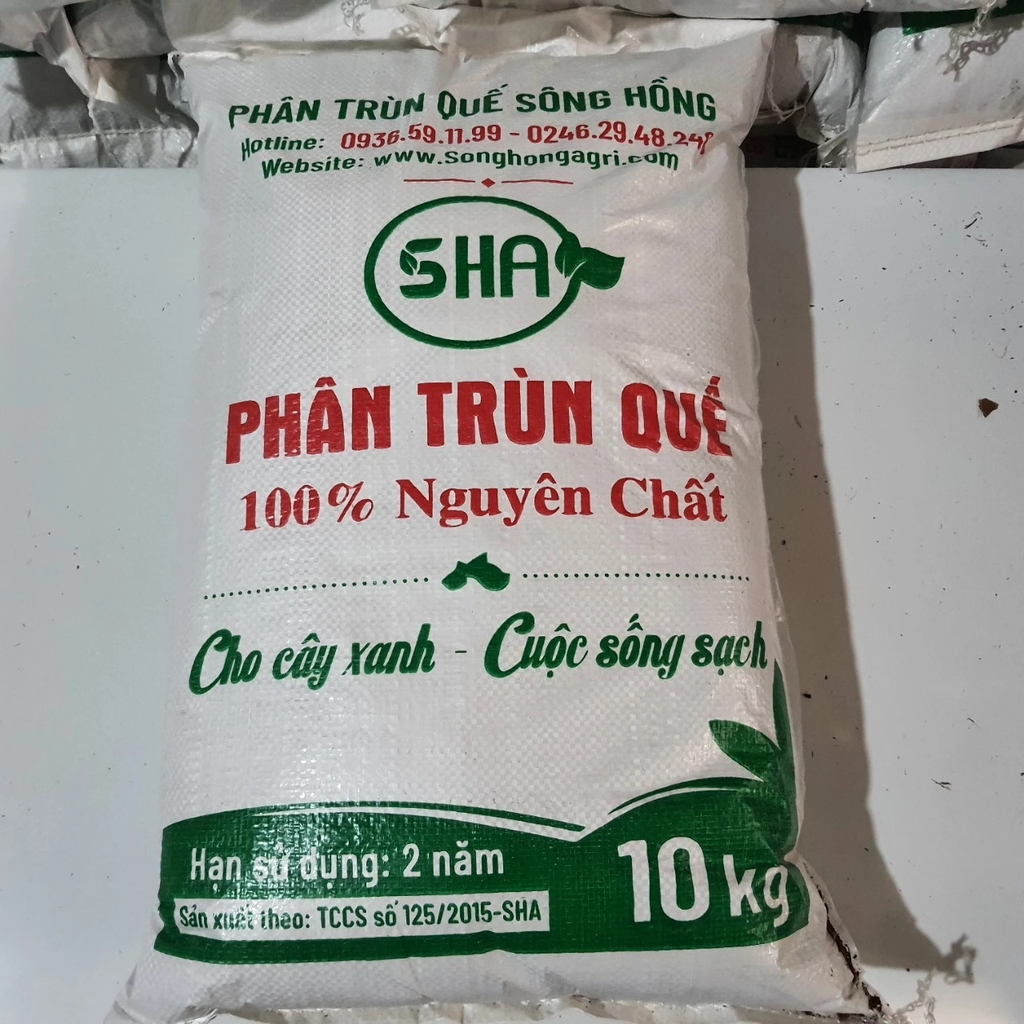 PHÂN TRÙN QUẾ SÔNG HỒNG
Hotline: 0936.59.11.99 - 0246.29.48.248
Website: www.songhongagri.com
SHA
PHÂN TRÙN QUẾ
100% Nguyên Chất
Cho cây xanh - Cuộc sống sạch
Hạn sử dụng: 2 năm
10 kg
Sản xuất theo: TCCS số 125/2015-SHA